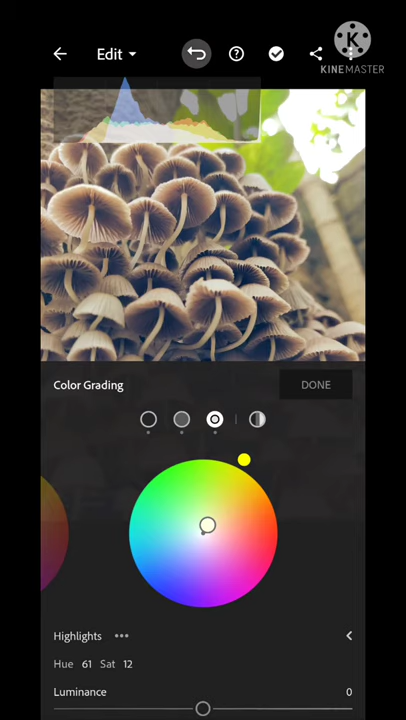 Edit
KINEMASTER
Color Grading
DONE
Highlights
Hue 61 Sat 12
Luminance 0